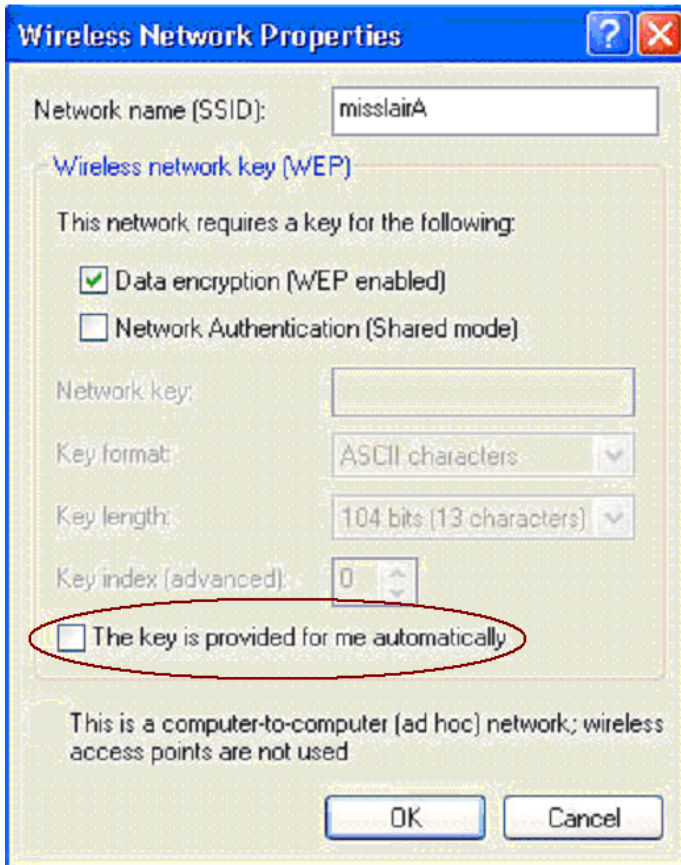 Wireless Network Properties
Network name (SSID): misslairA
Wireless network key (WEP)
This network requires a key for the following:
Data encryption (WEP enabled)
Network Authentication (Shared mode)
Network key:
Key format: ASCII characters
Key length: 104 bits (13 characters)
Key index (advanced): 0
The key is provided for me automatically
This is a computer-to-computer (ad hoc) network; wireless
access points are not used
OK Cancel